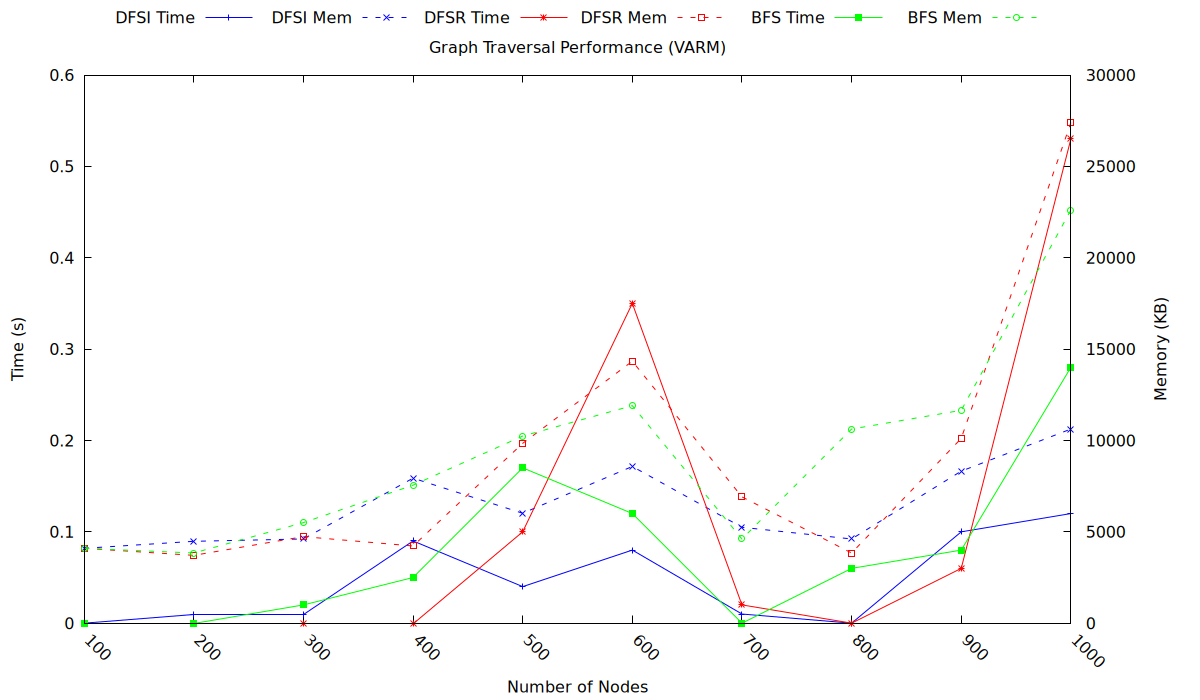 DFSI Time DFSI Mem DFSR Time DFSR Mem BFS Time BFS Mem
Graph Traversal Performance (VARM)
0.6 30000
0.5 25000
0.4 20000
0.3 15000
0.2 10000
0.1 5000
0 0
Time (s)
Memory (KB)
100 200 300 400 500 600 700 800 900 1000
Number of Nodes